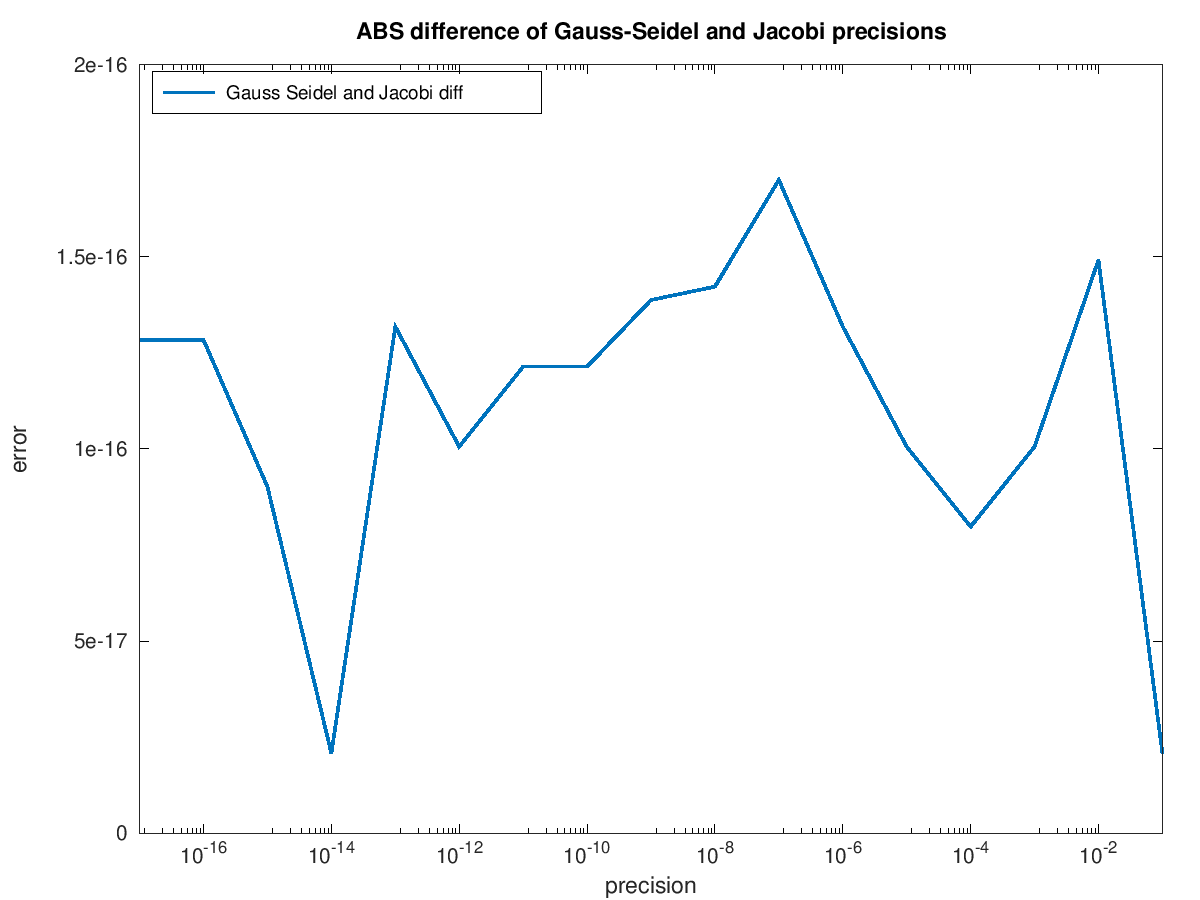 ABS difference of Gauss-Seidel and Jacobi precisions
2e-16
Gauss Seidel and Jacobi diff
1.5e-16
1e-16
error
5e-17
0
10^-16 10^-14 10^-12 10^-10 10^-8 10^-6 10^-4 10^-2
precision